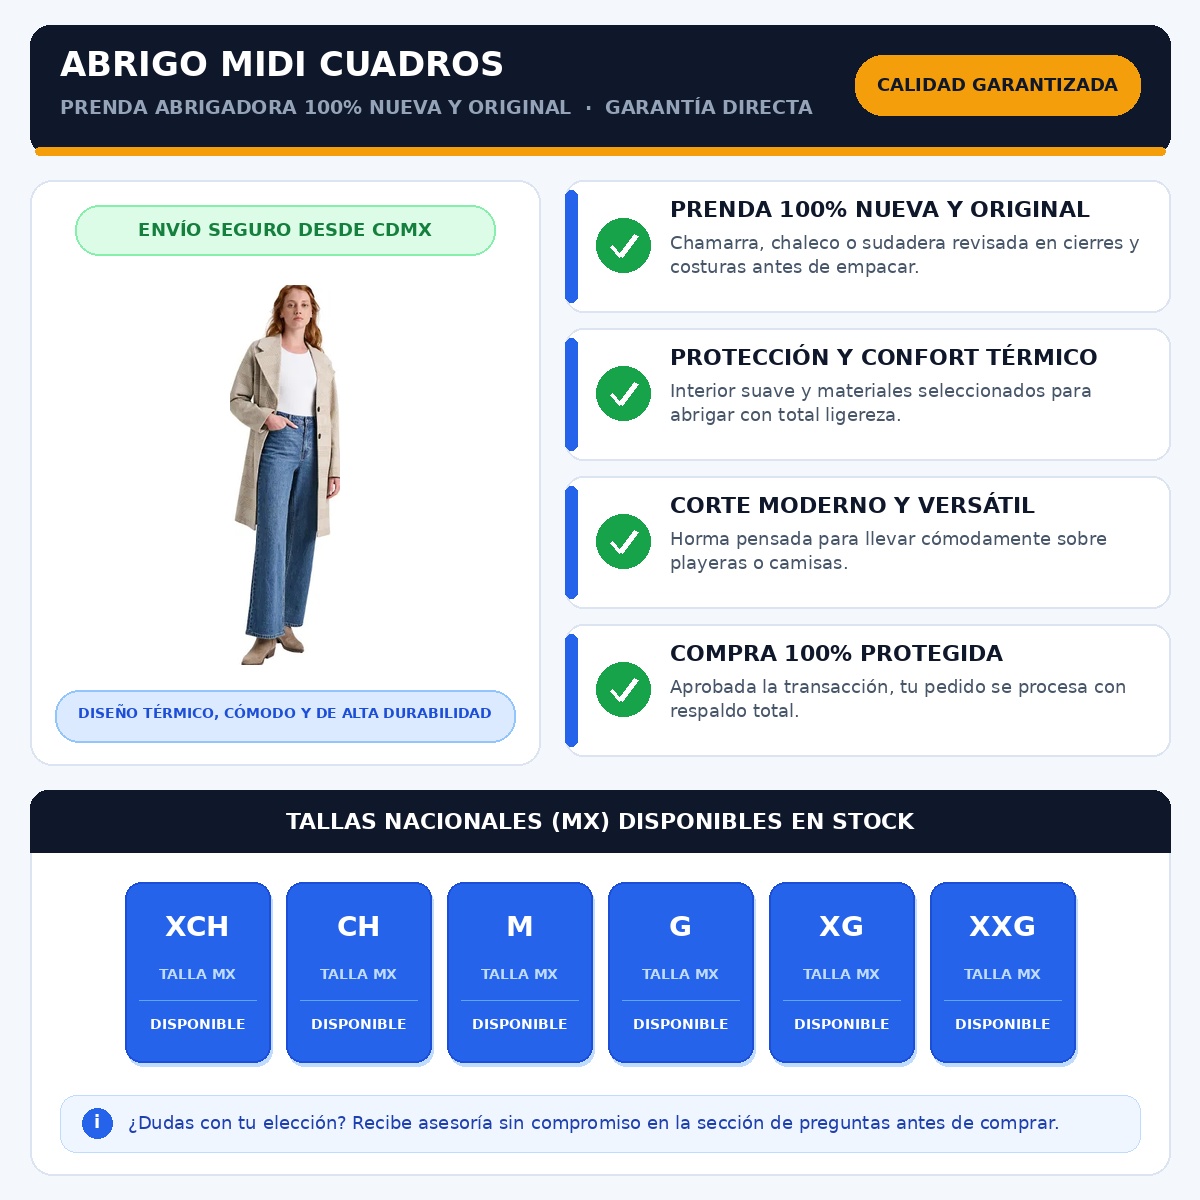 ABRIGO MIDI CUADROS
PRENDA ABRIGADORA 100% NUEVA Y ORIGINAL · GARANTÍA DIRECTA
CALIDAD GARANTIZADA
ENVÍO SEGURO DESDE CDMX
DISEÑO TÉRMICO, CÓMODO Y DE ALTA DURABILIDAD
PRENDA 100% NUEVA Y ORIGINAL
Chamarra, chaleco o sudadera revisada en cierres y
costuras antes de empacar.
PROTECCIÓN Y CONFORT TÉRMICO
Interior suave y materiales seleccionados para
abrigar con total ligereza.
CORTE MODERNO Y VERSÁTIL
Horma pensada para llevar cómodamente sobre
playeras o camisas.
COMPRA 100% PROTEGIDA
Aprobada la transacción, tu pedido se procesa con
respaldo total.
TALLAS NACIONALES (MX) DISPONIBLES EN STOCK
XCH
TALLA MX
DISPONIBLE
CH
TALLA MX
DISPONIBLE
M
TALLA MX
DISPONIBLE
G
TALLA MX
DISPONIBLE
XG
TALLA MX
DISPONIBLE
XXG
TALLA MX
DISPONIBLE
i ¿Dudas con tu elección? Recibe asesoría sin compromiso en la sección de preguntas antes de comprar.